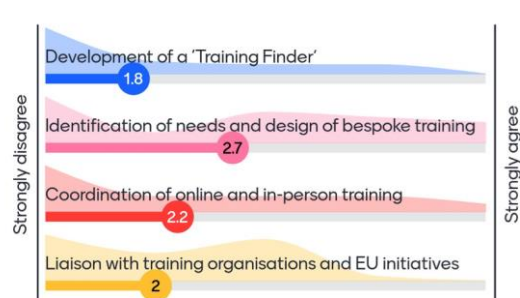 Strongly disagree
Development of a ‘Training Finder’
1.8
Identification of needs and design of bespoke training
2.7
Coordination of online and in-person training
2.2
Liaison with training organisations and EU initiatives
2
Strongly agree